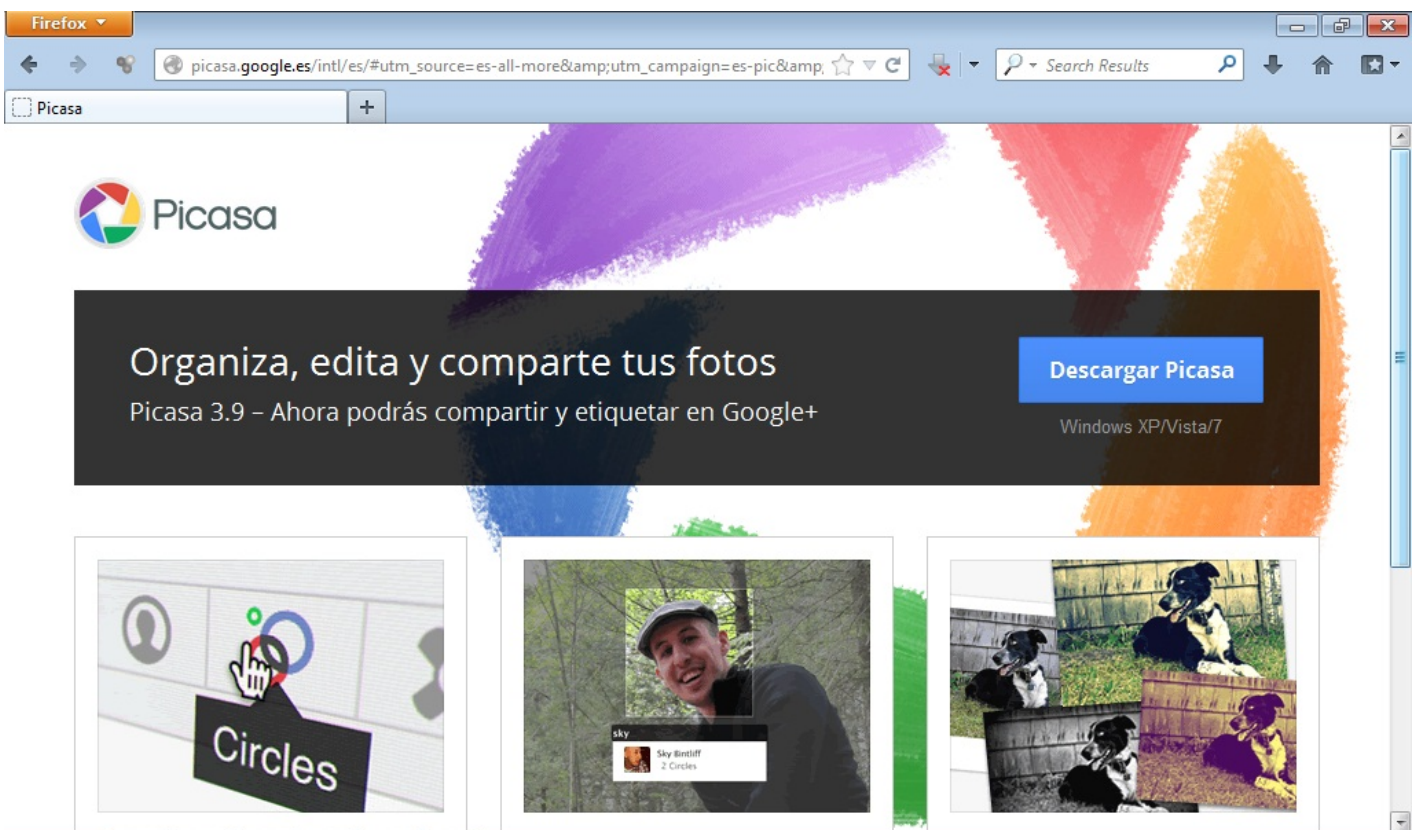 Firefox
picasa.google.es/intl/es/#utm_source=es-all-more&amp;utm_campaign=es-pic&amp;
Search Results
Picasa
Picasa
Organiza, edita y comparte tus fotos
Picasa 3.9 – Ahora podrás compartir y etiquetar en Google+
Descargar Picasa
Windows XP/Vista/7
Circles
sky
Sky Bintliff
2 Circles